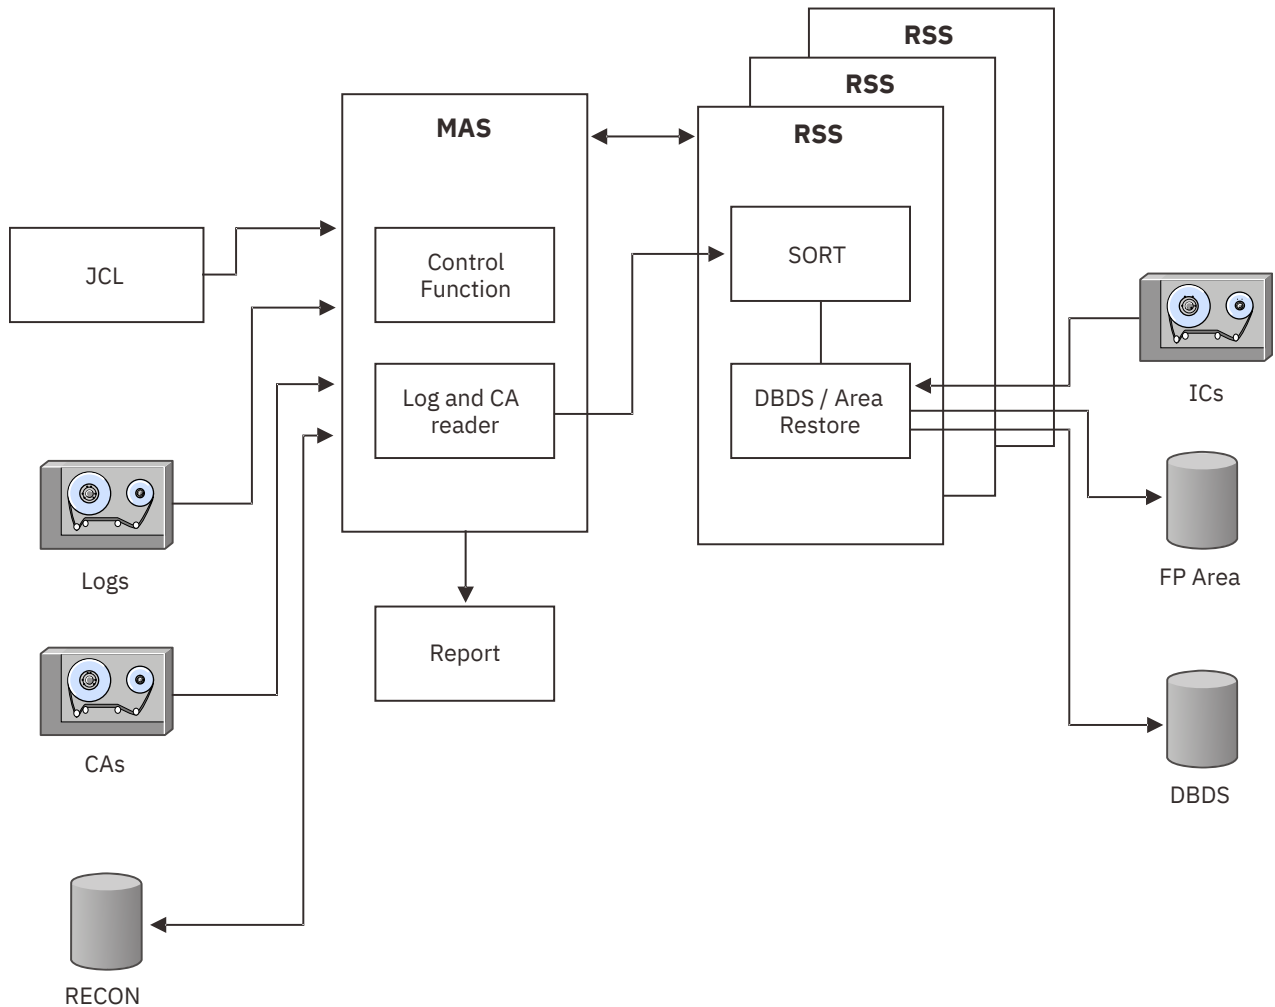 RSS
RSS
RSS
MAS
JCL
Control
Function
SORT
Log and CA
reader
DBDS / Area
Restore
ICs
Logs
FP Area
Report
CAs
DBDS
RECON